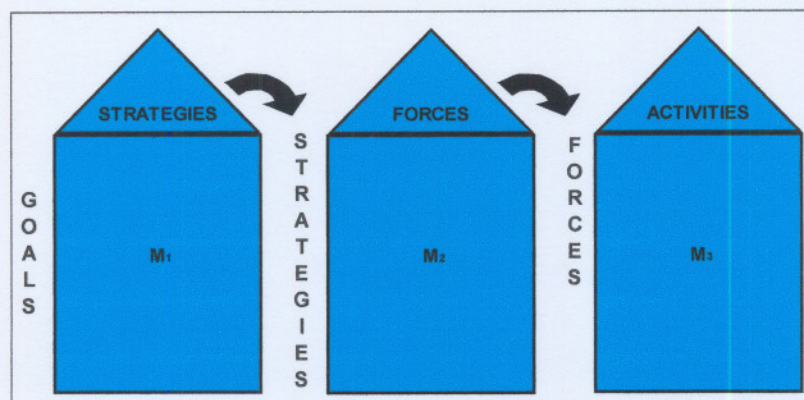 STRATEGIES
FORCES
ACTIVITIES
GOALS
M₁
STRATEGIES
M₂
FORCES
M₃